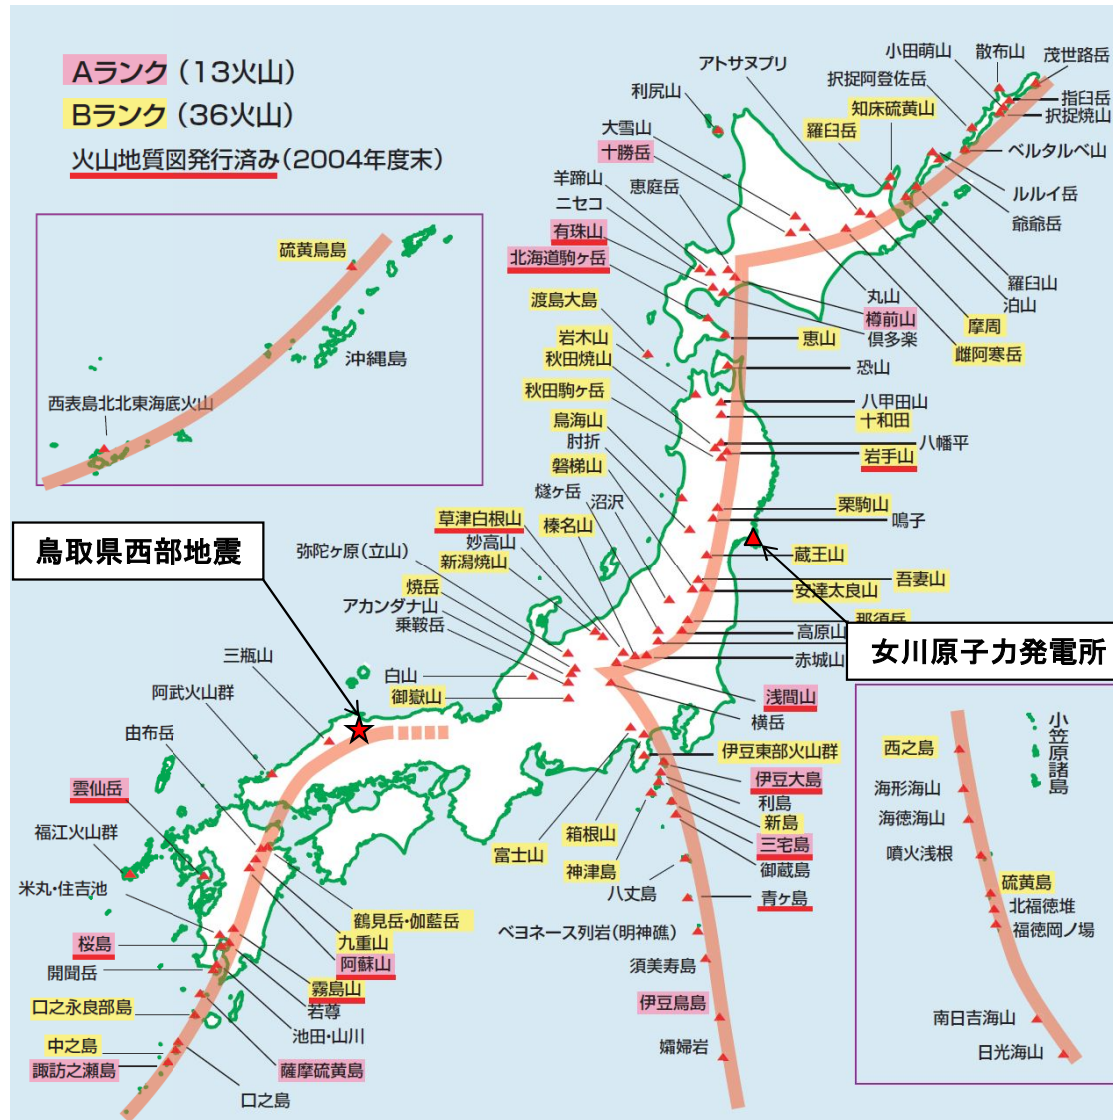 Aランク (13火山)
Bランク (36火山)
火山地質図発行済み(2004年度末)
硫黄鳥島
沖縄島
西表島北北東海底火山
小田萌山
散布山
茂世路岳
アトサヌプリ
択捉阿登佐岳
指臼岳
利尻山
知床硫黄山
択捉焼山
大雪山
羅臼岳
十勝岳
ベルタルベ山
羊蹄山
恵庭岳
ルルイ岳
ニセコ
爺爺岳
有珠山
北海道駒ヶ岳
羅臼山
丸山
泊山
渡島大島
樽前山
摩周
岩木山
恵山
倶多楽
雌阿寒岳
秋田焼山
恐山
秋田駒ヶ岳
八甲田山
鳥海山
十和田
肘折
八幡平
磐梯山
岩手山
燧ヶ岳
沼沢
栗駒山
草津白根山
榛名山
鳴子
鳥取県西部地震
弥陀ヶ原(立山)
妙高山
新潟焼山
蔵王山
焼岳
吾妻山
アカンダナ山
安達太良山
乗鞍岳
那須岳
高原山
女川原子力発電所
三瓶山
白山
赤城山
阿武火山群
御嶽山
浅間山
由布岳
横岳
雲仙岳
伊豆東部火山群
伊豆大島
福江火山群
利島
箱根山
新島
富士山
三宅島
米丸・住吉池
神津島
御蔵島
八丈島
青ヶ島
鶴見岳・伽藍岳
桜島
九重山
ベヨネース列岩(明神礁)
開聞岳
阿蘇山
須美寿島
霧島山
口之永良部島
若尊
伊豆鳥島
池田・山川
中之島
孀婦岩
諏訪之瀬島
薩摩硫黄島
口之島
小笠原諸島
西之島
海形海山
海徳海山
噴火浅根
硫黄島
北福徳堆
福徳岡ノ場
南日吉海山
日光海山